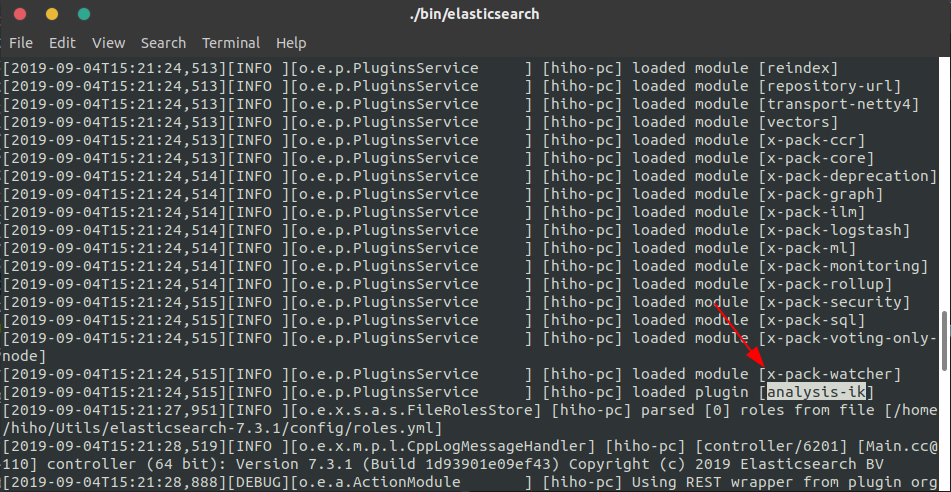 ./bin/elasticsearch
File Edit View Search Terminal Help
[2019-09-04T15:21:24,513][INFO ][o.e.p.PluginsService     ] [hiho-pc] loaded module [reindex]
[2019-09-04T15:21:24,513][INFO ][o.e.p.PluginsService     ] [hiho-pc] loaded module [repository-url]
[2019-09-04T15:21:24,513][INFO ][o.e.p.PluginsService     ] [hiho-pc] loaded module [transport-netty4]
[2019-09-04T15:21:24,513][INFO ][o.e.p.PluginsService     ] [hiho-pc] loaded module [vectors]
[2019-09-04T15:21:24,513][INFO ][o.e.p.PluginsService     ] [hiho-pc] loaded module [x-pack-ccr]
[2019-09-04T15:21:24,513][INFO ][o.e.p.PluginsService     ] [hiho-pc] loaded module [x-pack-core]
[2019-09-04T15:21:24,514][INFO ][o.e.p.PluginsService     ] [hiho-pc] loaded module [x-pack-deprecation]
[2019-09-04T15:21:24,514][INFO ][o.e.p.PluginsService     ] [hiho-pc] loaded module [x-pack-graph]
[2019-09-04T15:21:24,514][INFO ][o.e.p.PluginsService     ] [hiho-pc] loaded module [x-pack-ilm]
[2019-09-04T15:21:24,514][INFO ][o.e.p.PluginsService     ] [hiho-pc] loaded module [x-pack-logstash]
[2019-09-04T15:21:24,514][INFO ][o.e.p.PluginsService     ] [hiho-pc] loaded module [x-pack-ml]
[2019-09-04T15:21:24,514][INFO ][o.e.p.PluginsService     ] [hiho-pc] loaded module [x-pack-monitoring]
[2019-09-04T15:21:24,514][INFO ][o.e.p.PluginsService     ] [hiho-pc] loaded module [x-pack-rollup]
[2019-09-04T15:21:24,515][INFO ][o.e.p.PluginsService     ] [hiho-pc] loaded module [x-pack-security]
[2019-09-04T15:21:24,515][INFO ][o.e.p.PluginsService     ] [hiho-pc] loaded module [x-pack-sql]
[2019-09-04T15:21:24,515][INFO ][o.e.p.PluginsService     ] [hiho-pc] loaded module [x-pack-voting-only-
node]
[2019-09-04T15:21:24,515][INFO ][o.e.p.PluginsService     ] [hiho-pc] loaded module [x-pack-watcher]
[2019-09-04T15:21:24,515][INFO ][o.e.p.PluginsService     ] [hiho-pc] loaded plugin [analysis-ik]
[2019-09-04T15:21:27,951][INFO ][o.e.x.s.a.s.FileRolesStore] [hiho-pc] parsed [0] roles from file [/home
/hiho/Utils/elasticsearch-7.3.1/config/roles.yml]
[2019-09-04T15:21:28,519][INFO ][o.e.x.m.p.l.CppLogMessageHandler] [hiho-pc] [controller/6201] [Main.cc@
110] controller (64 bit): Version 7.3.1 (Build 1d93901e09ef43) Copyright (c) 2019 Elasticsearch BV
[2019-09-04T15:21:28,888][DEBUG][o.e.a.ActionModule       ] [hiho-pc] Using REST wrapper from plugin org